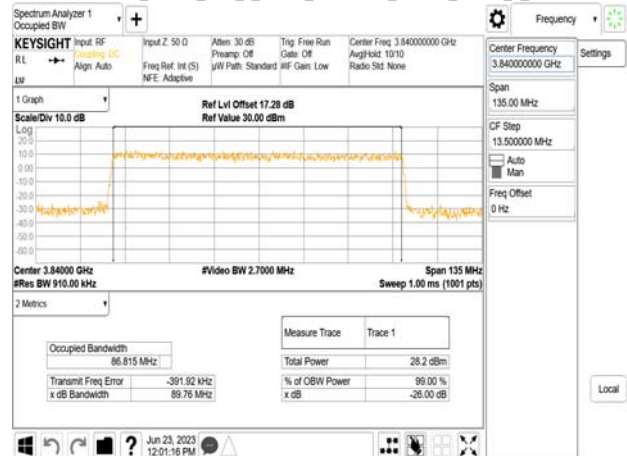 Spectrum Analyzer 1
Occupied BW
Frequency
KEYSIGHT
Input: RF
Input Z: 50 Ω
Atten: 30 dB
Trig: Free Run
Center Freq: 3.840000000 GHz
R L
Coupling: DC
Preamp: Off
Gate: Off
Avg|Hold: 10/10
Align: Auto
Freq Ref: Int (S)
µW Path: Standard
#IF Gain: Low
Radio Std: None
NFE: Adaptive
Center Frequency
3.840000000 GHz
Settings
Span
135.00 MHz
CF Step
13.500000 MHz
Auto
Man
Freq Offset
0 Hz
Local
1 Graph
Ref Lvl Offset 17.28 dB
Scale/Div 10.0 dB
Ref Value 30.00 dBm
Log
20.0
10.0
0.00
-10.0
-20.0
-30.0
-40.0
-50.0
-60.0
Center 3.84000 GHz
#Video BW 2.7000 MHz
Span 135 MHz
#Res BW 910.00 kHz
Sweep 1.00 ms (1001 pts)
2 Metrics
Measure Trace
Trace 1
Occupied Bandwidth
86.815 MHz
Total Power
28.2 dBm
Transmit Freq Error
-391.92 kHz
% of OBW Power
99.00 %
x dB Bandwidth
89.76 MHz
x dB
-26.00 dB
Jun 23, 2023
12:01:16 PM